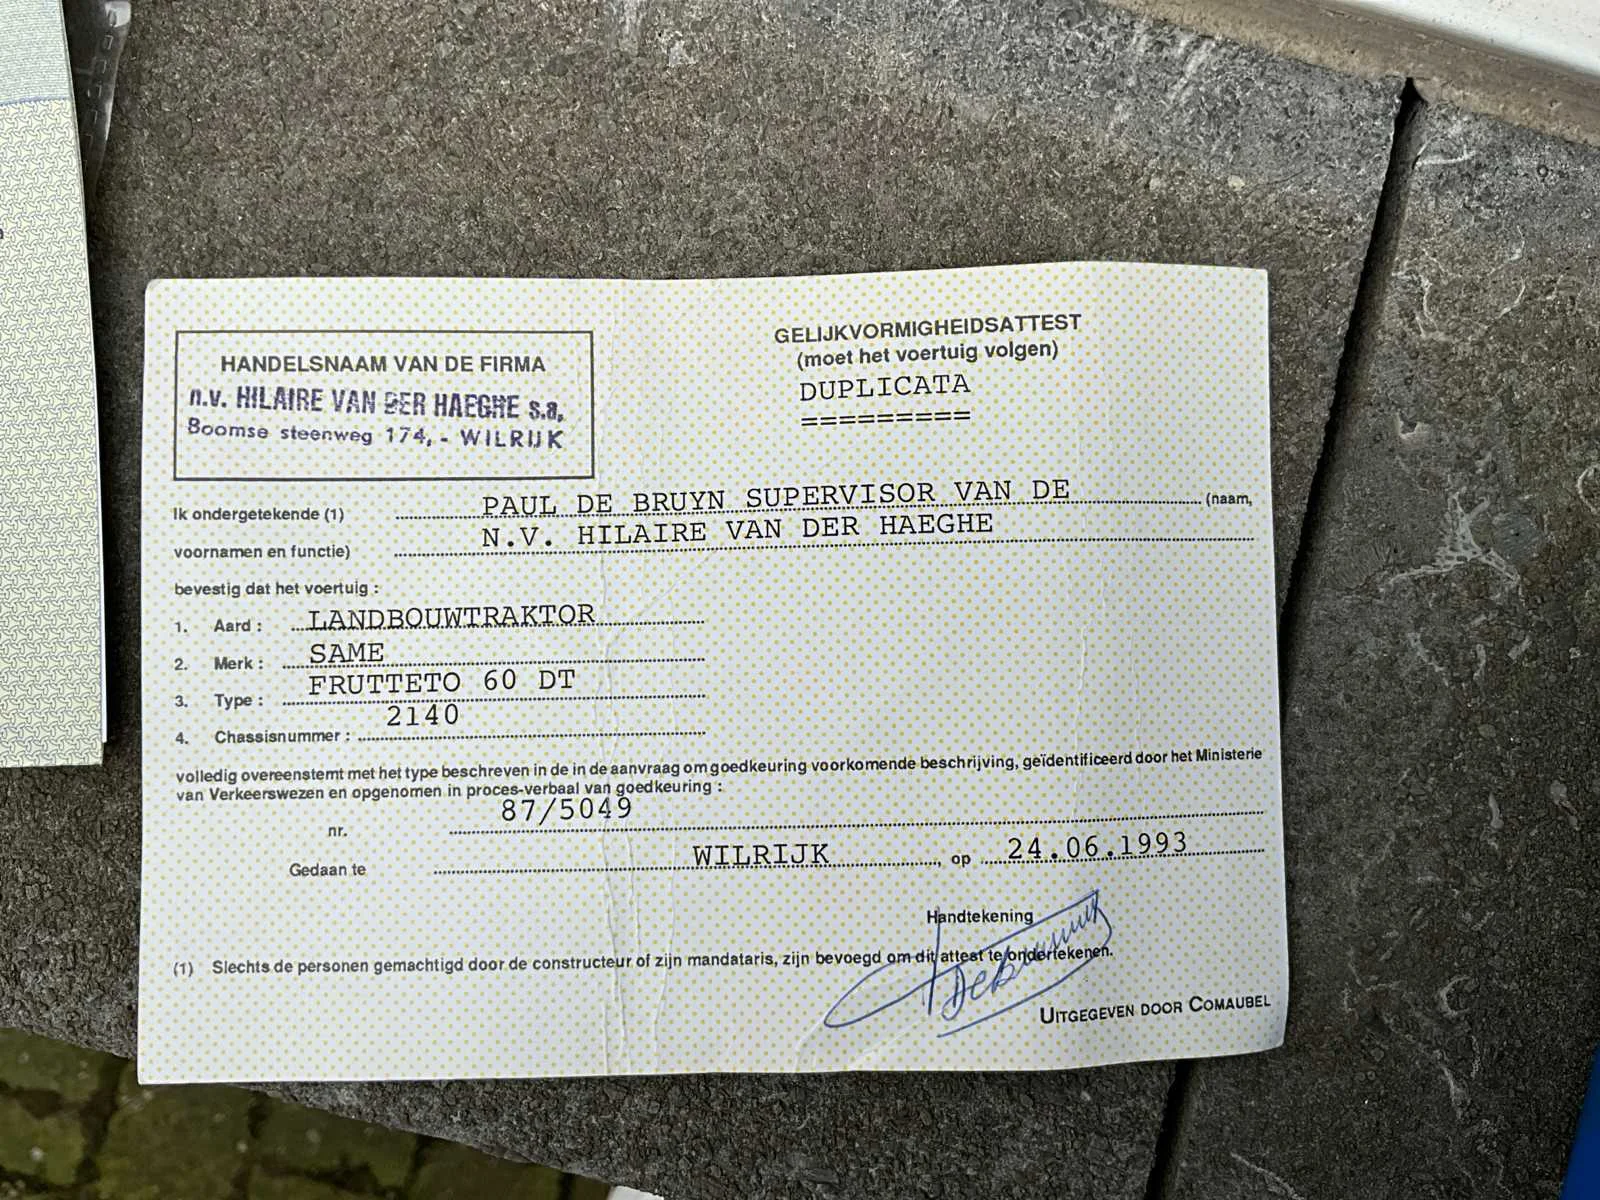 HANDELSNAAM VAN DE FIRMA
n.v. HILAIRE VAN DER HAEGHE s.a,
Boomse steenweg 174, - WILRIJK
GELIJKVORMIGHEIDSATTEST
(moet het voertuig volgen)
DUPLICATA
=========
Ik ondergetekende (1) PAUL DE BRUYN SUPERVISOR VAN DE (naam,
voornamen en functie) N.V. HILAIRE VAN DER HAEGHE
bevestig dat het voertuig :
1. Aard : LANDBOUWTRAKTOR
2. Merk : SAME
3. Type : FRUTTETO 60 DT
4. Chassisnummer : 2140
volledig overeenstemt met het type beschreven in de in de aanvraag om goedkeuring voorkomende beschrijving, geïdentificeerd door het Ministerie
van Verkeerswezen en opgenomen in proces-verbaal van goedkeuring :
nr. 87/5049
Gedaan te WILRIJK, op 24.06.1993
Handtekening
(1) Slechts de personen gemachtigd door de constructeur of zijn mandataris, zijn bevoegd om dit attest te ondertekenen.
UITGEGEVEN DOOR COMAUBEL